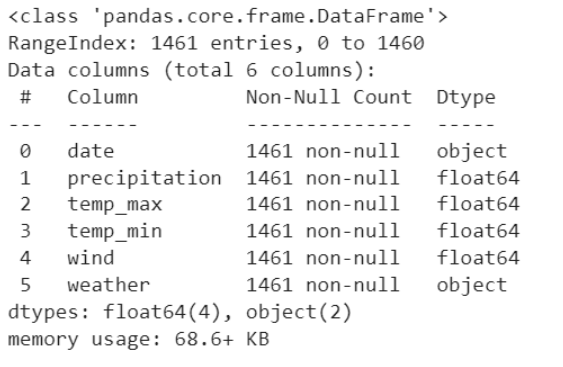 <class 'pandas.core.frame.DataFrame'>
RangeIndex: 1461 entries, 0 to 1460
Data columns (total 6 columns):
 #   Column         Non-Null Count  Dtype
---  ------         --------------  -----
 0   date           1461 non-null   object
 1   precipitation  1461 non-null   float64
 2   temp_max       1461 non-null   float64
 3   temp_min       1461 non-null   float64
 4   wind           1461 non-null   float64
 5   weather        1461 non-null   object
dtypes: float64(4), object(2)
memory usage: 68.6+ KB